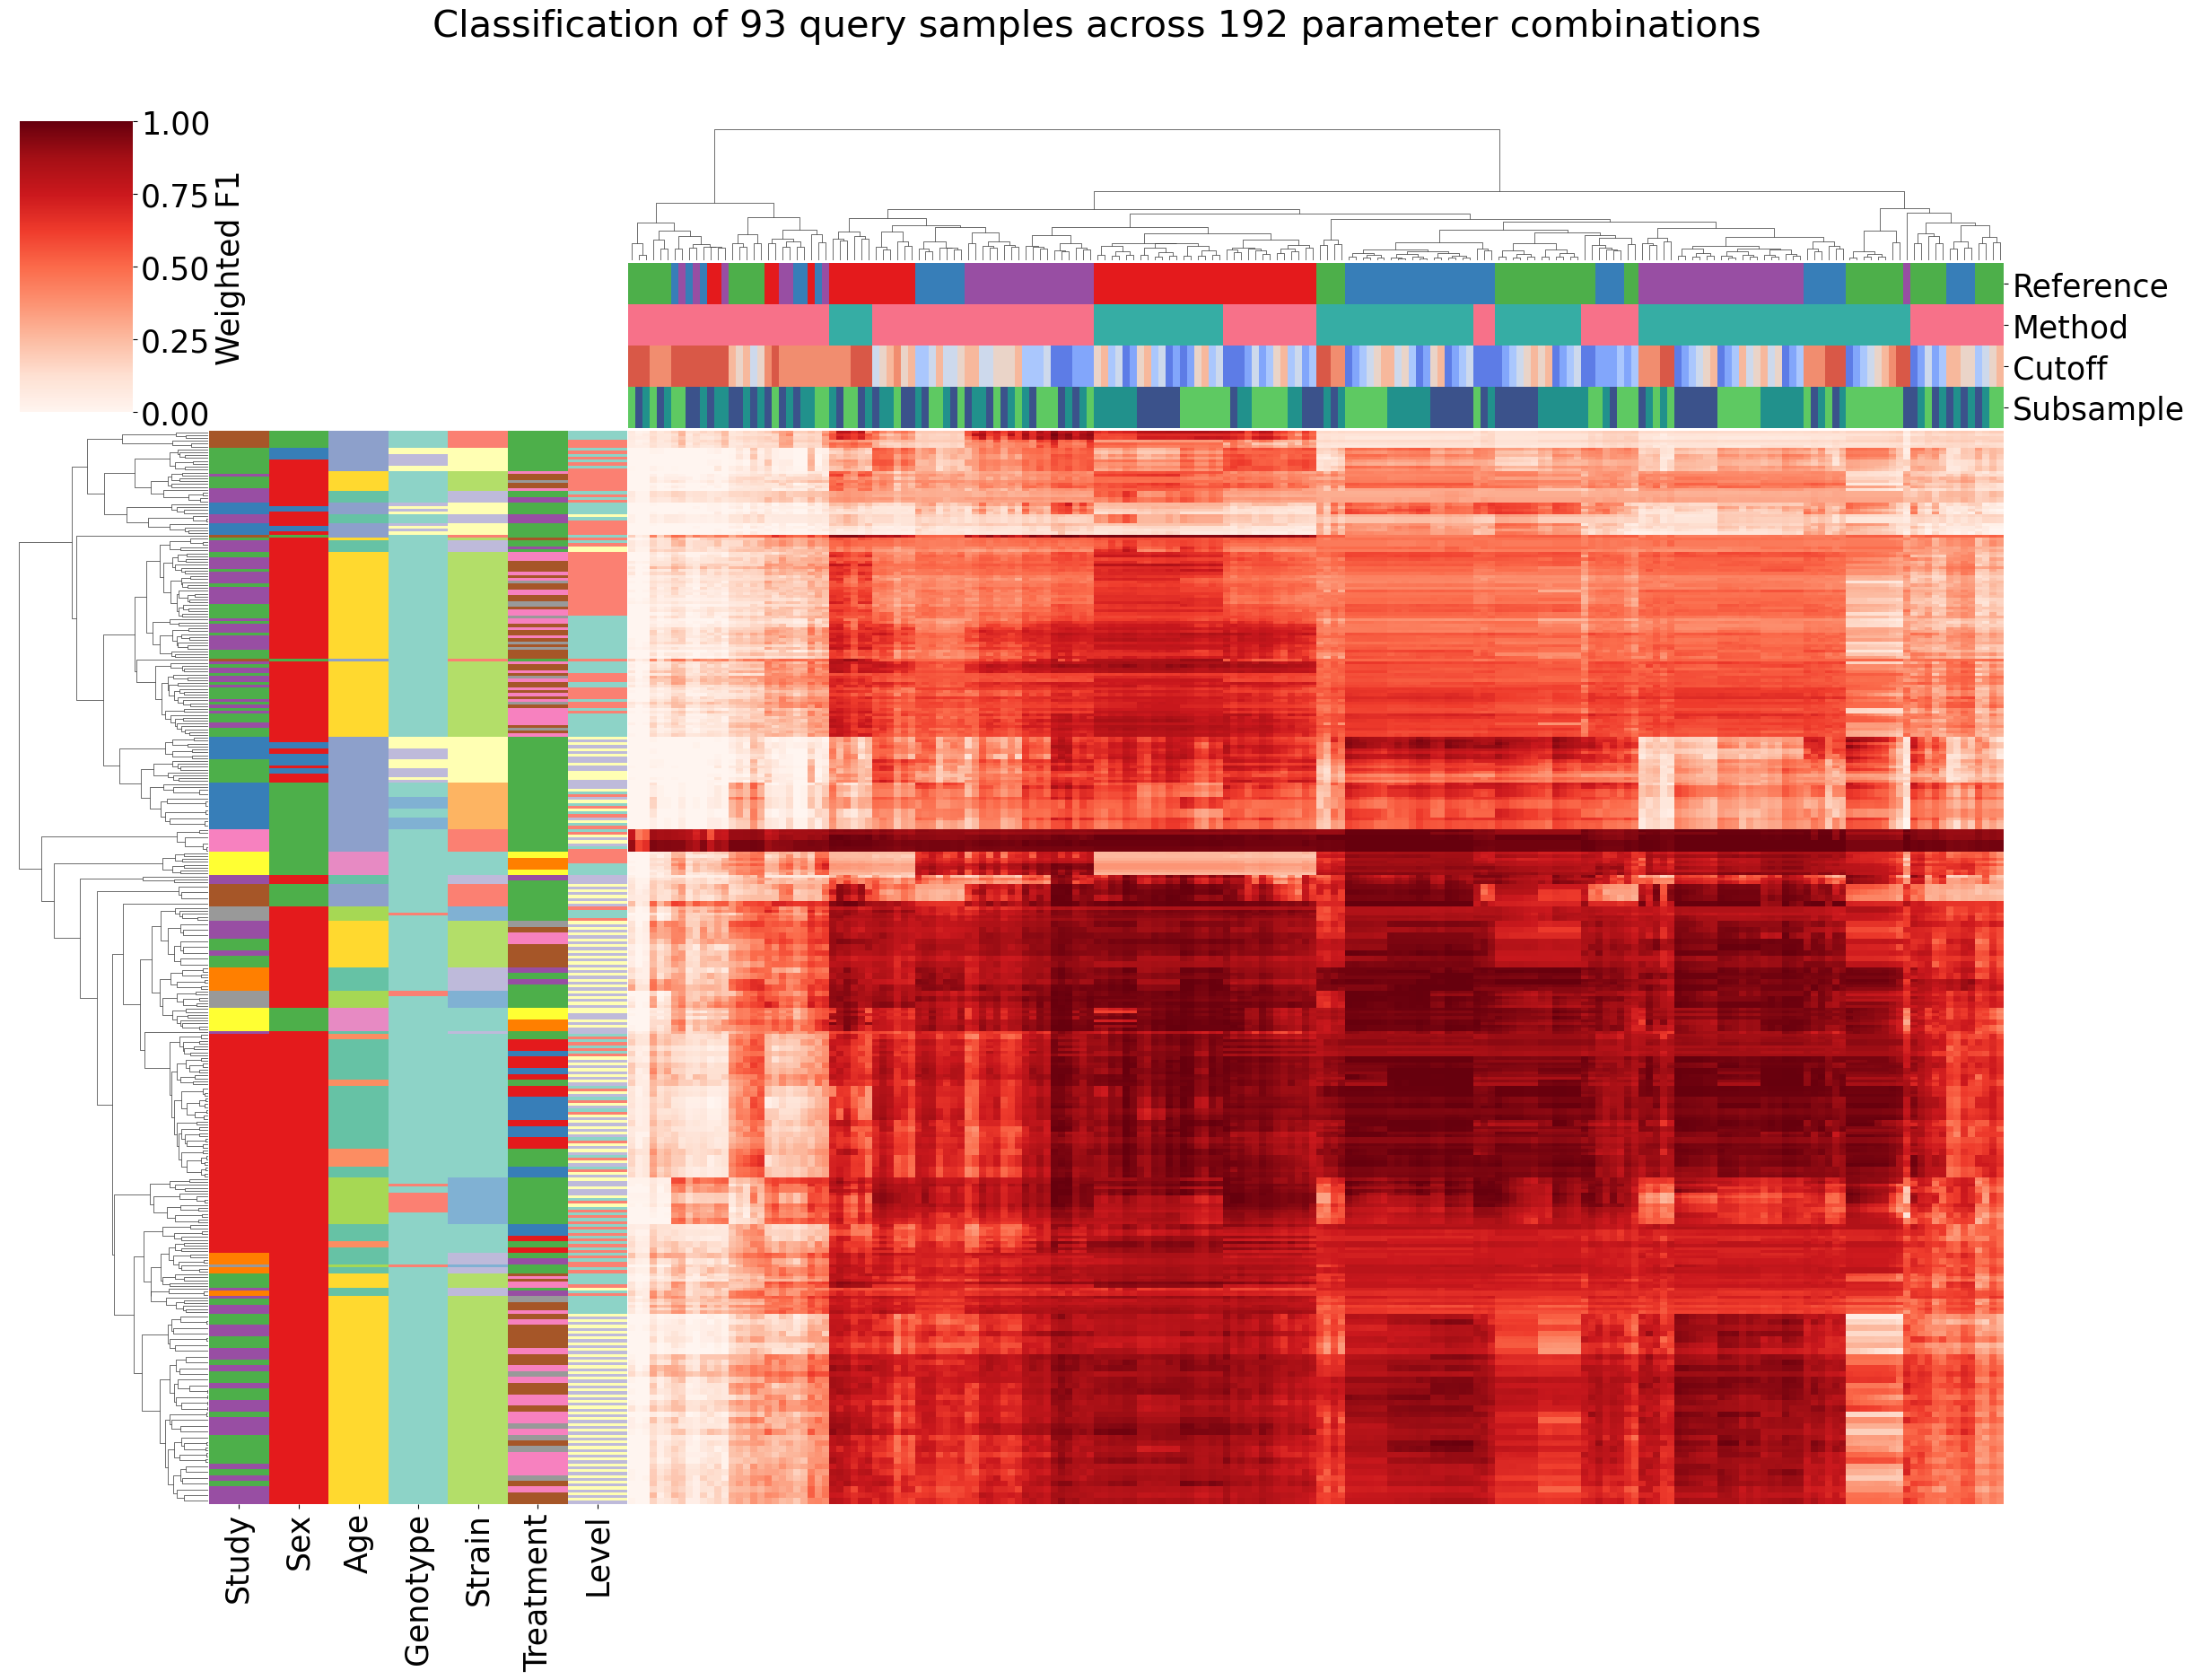 Classification of 93 query samples across 192 parameter combinations
1.00
0.75
0.50
0.25
0.00
Weighted F1
Reference
Method
Cutoff
Subsample
Study
Sex
Age
Genotype
Strain
Treatment
Level